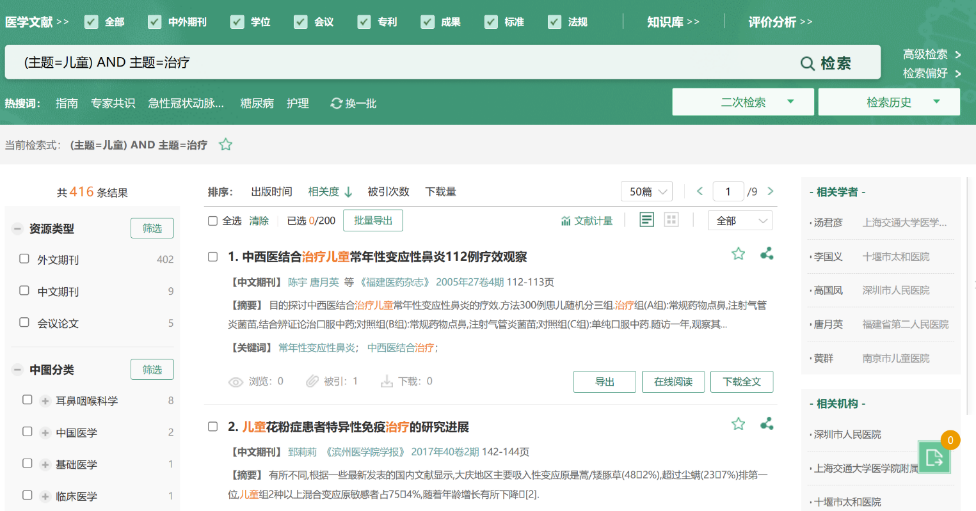 医学文献 >> 全部 中外期刊 学位 会议 专利 成果 标准 法规 知识库 >> 评价分析 >>
(主题=儿童) AND 主题=治疗 检索
高级检索 >
检索偏好 >
热搜词： 指南 专家共识 急性冠状动脉... 糖尿病 护理 换一批 二次检索 检索历史
当前检索式： (主题=儿童) AND 主题=治疗
共 416 条结果
资源类型 筛选
外文期刊 402
中文期刊 9
会议论文 5
中图分类 筛选
耳鼻咽喉科学 8
中国医学 2
基础医学 1
临床医学 1
排序： 出版时间 相关度 被引次数 下载量 50篇 < 1 /9 >
全选 清除 已选 0/200 批量导出 文献计量 全部
1. 中西医结合治疗儿童常年性变应性鼻炎112例疗效观察
【中文期刊】 陈宇 唐月英 等 《福建医药杂志》 2005年27卷4期 112-113页
【摘要】 目的探讨中西医结合治疗儿童常年性变应性鼻炎的疗效.方法300例患儿随机分三组.治疗组(A组):常规药物点鼻,注射气管
炎菌苗,结合辨证论治口服中药;对照组(B组):常规药物点鼻,注射气管炎菌苗;对照组(C组):单纯口服中药.随访一年,观察其...
【关键词】 常年性变应性鼻炎； 中西医结合治疗；
浏览：0 被引：1 下载：0 导出 在线阅读 下载全文
2. 儿童花粉症患者特异性免疫治疗的研究进展
【中文期刊】 郅莉莉 《滨州医学院学报》 2017年40卷2期 142-144页
【摘要】 有所不同,根据一些最新发表的国内文献显示,大庆地区主要吸入性变应原是蒿/矮豚草(48􀀁2%),超过尘螨(23􀀁7%)排第一
位,儿童组2种以上混合变应原敏感者占75􀀁4%,随着年龄增长有所下降􀀁[2].
- 相关学者 -
·汤君彦 上海交通大学医学...
·李国义 十堰市太和医院
·高国凤 深圳市人民医院
·唐月英 福建省第二人民医院
·黄群 南京市儿童医院
- 相关机构 -
·深圳市人民医院
·上海交通大学医学院附属
·十堰市太和医院
0